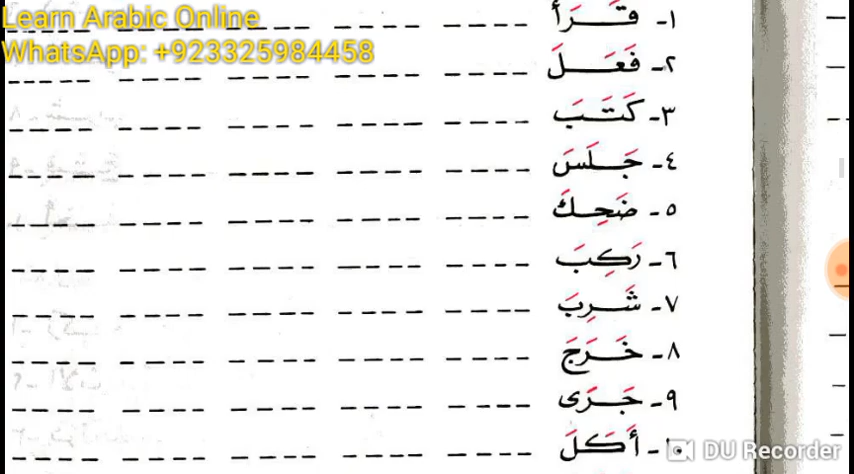 Learn Arabic Online
WhatsApp: +923325984458
١- قَرَأَ
٢- فَعَلَ
٣- كَتَبَ
٤- جَلَسَ
٥- ضَحِكَ
٦- رَكِبَ
٧- شَرِبَ
٨- خَرَجَ
٩- جَرَى
١٠- أَكَلَ
DU Recorder